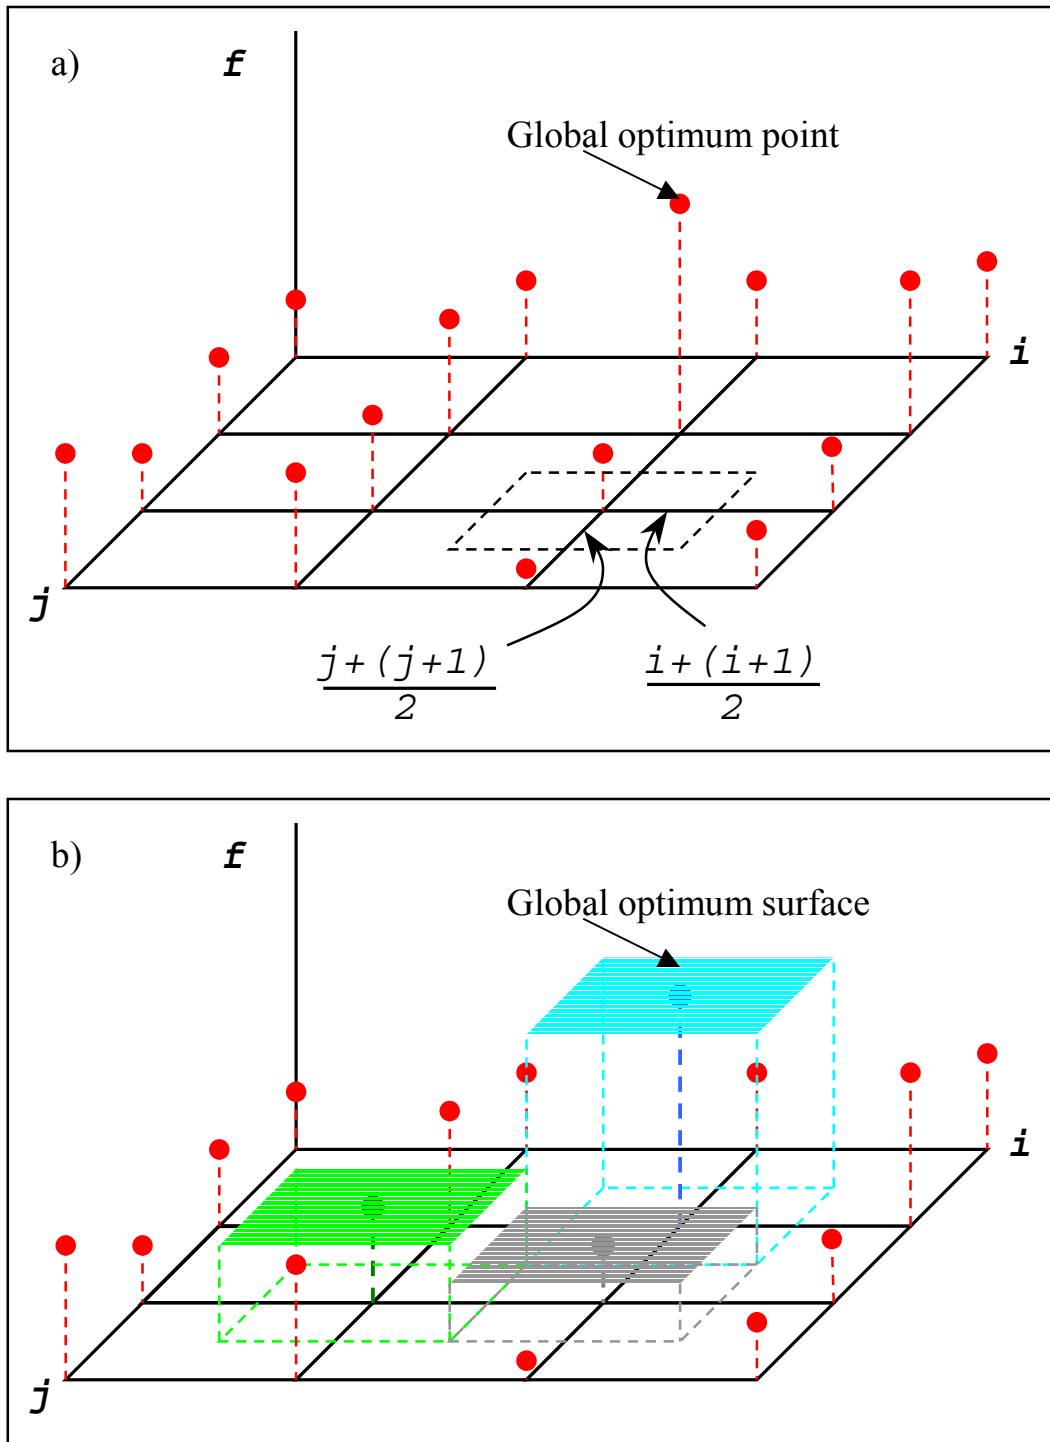 a)
f
Global optimum point
i
j
j+(j+1)
2
i+(i+1)
2
b)
f
Global optimum surface
i
j